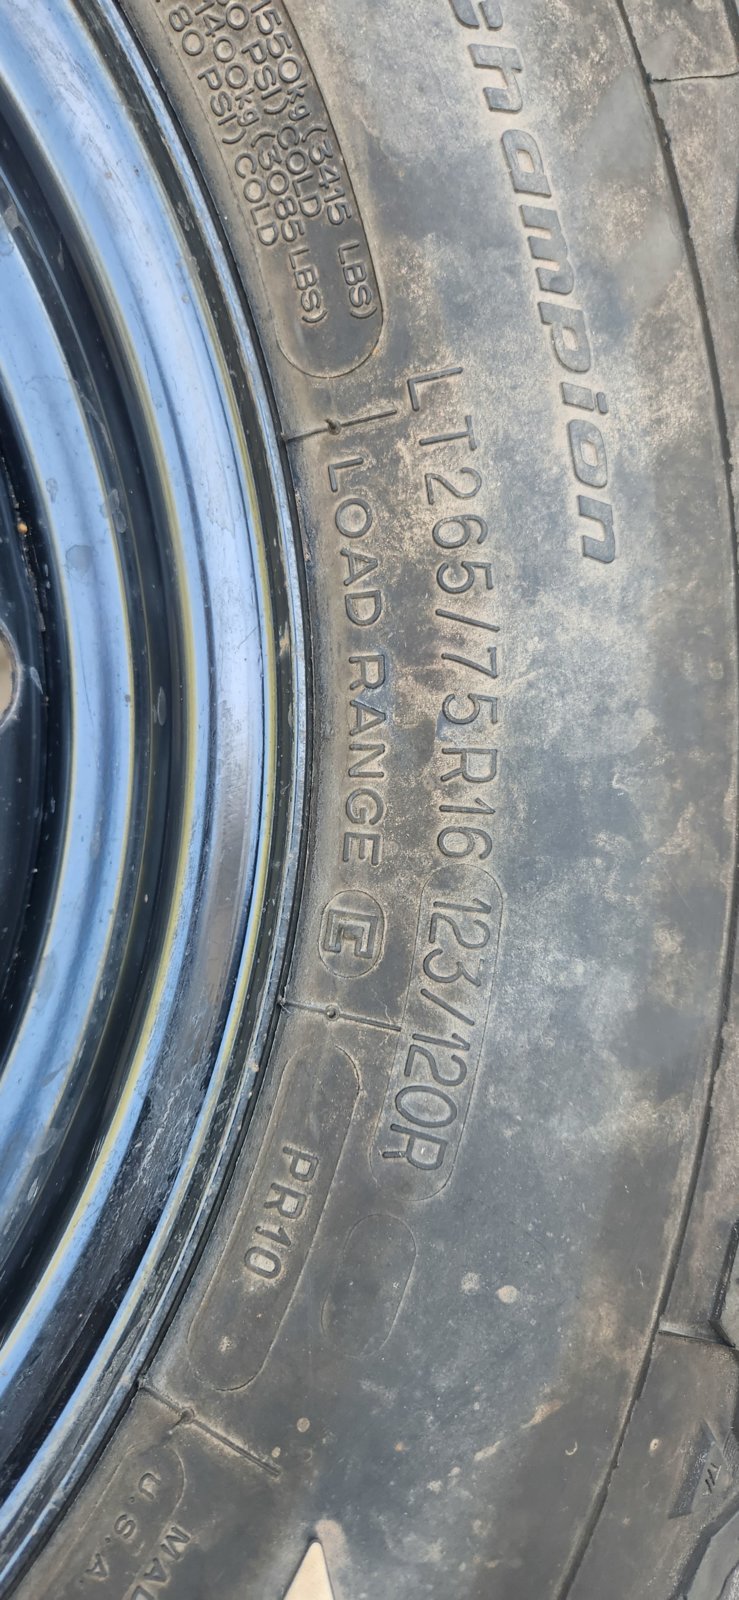 Champion
1550kg (3415 LBS)
PSI) COLD
1400kg (3085 LBS)
80 PSI) COLD
LT265/75R16 123/120R
LOAD RANGE E
PR10
U.S.A.